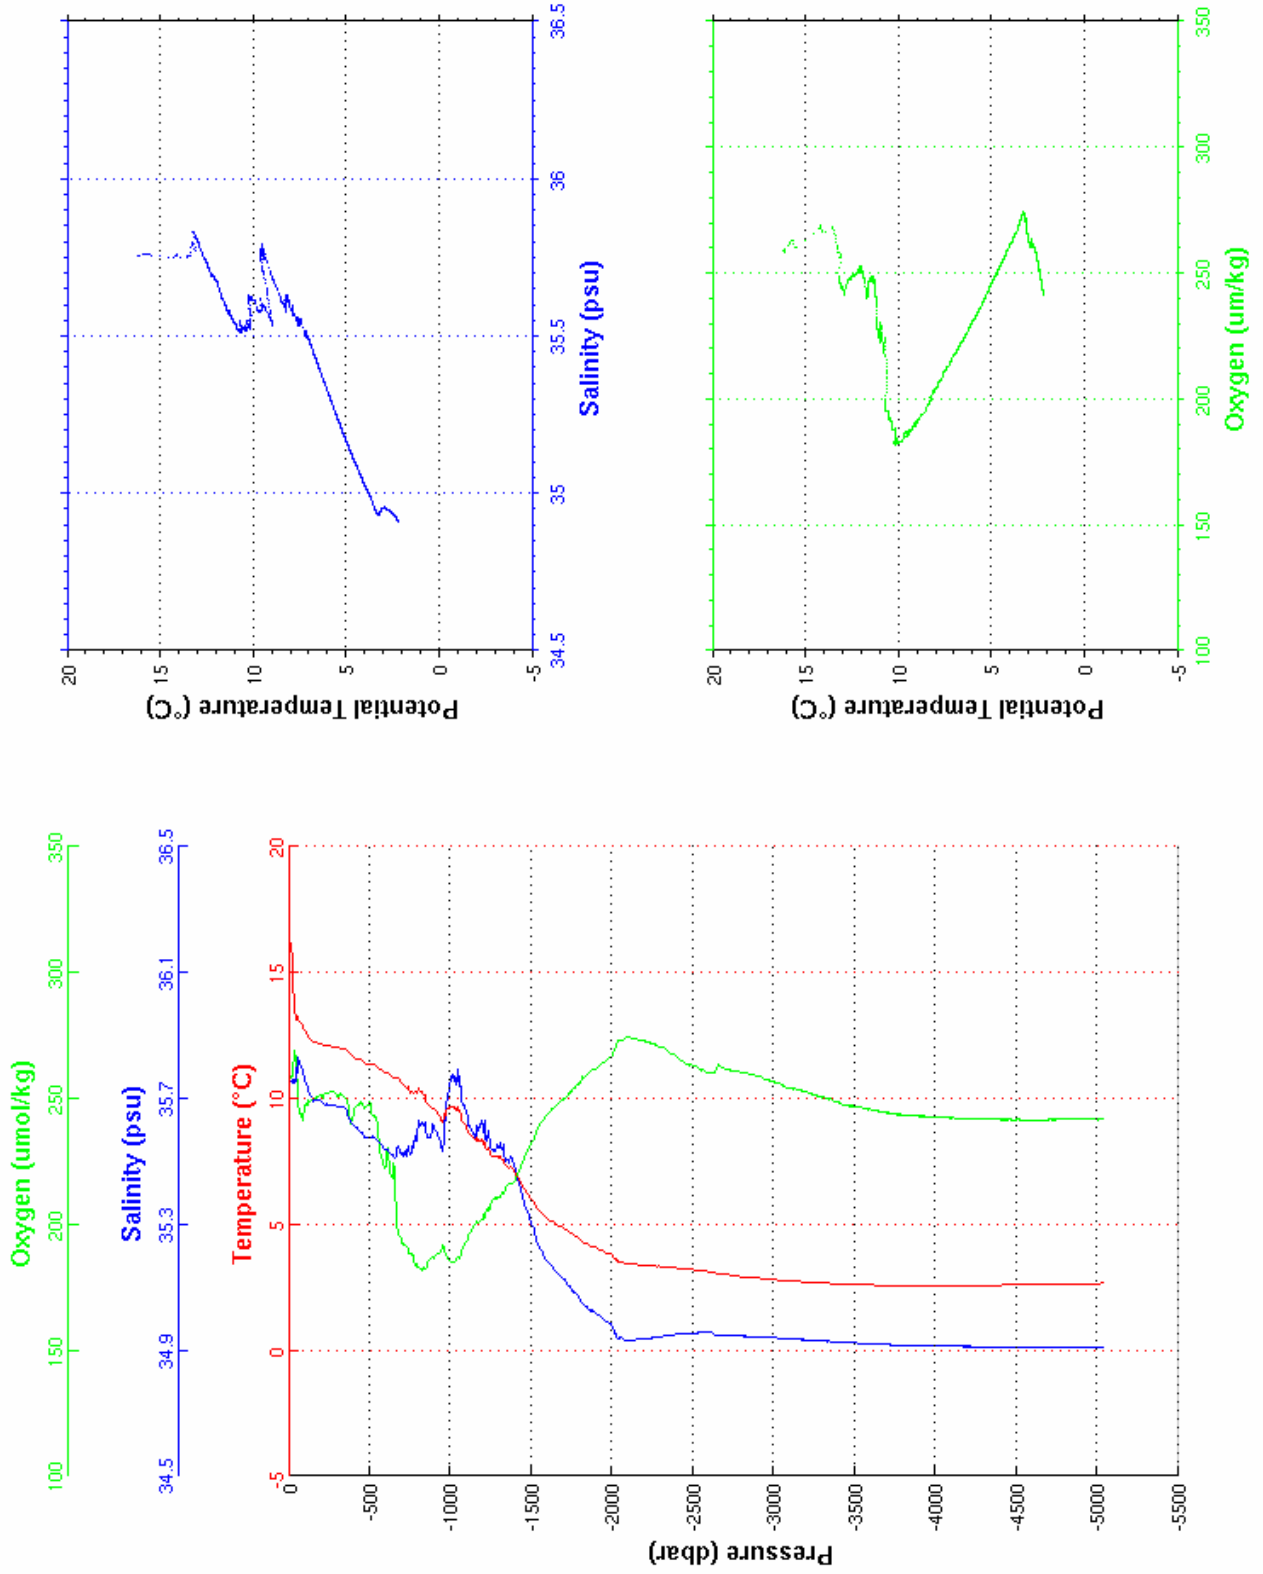 Oxygen (umol/kg)
100 150 200 250 300 350
Salinity (psu)
34.5 34.9 35.3 35.7 36.1 36.5
Temperature (°C)
-5 0 5 10 15 20
0
-500
-1000
-1500
-2000
-2500
-3000
-3500
-4000
-4500
-5000
-5500
Pressure (dbar)
20
15
10
5
0
-5
Potential Temperature (°C)
34.5 35 35.5 36 36.5
Salinity (psu)
20
15
10
5
0
-5
Potential Temperature (°C)
100 150 200 250 300 350
Oxygen (um/kg)